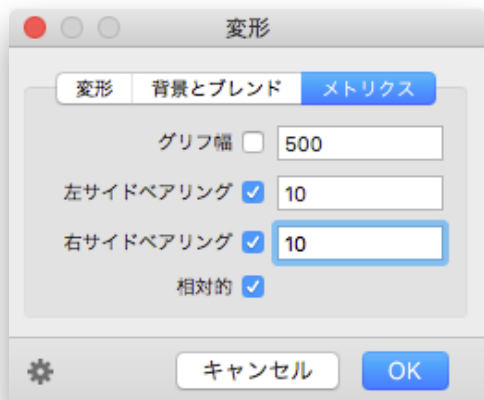 変形
変形 背景とブレンド メトリクス
グリフ幅 500
左サイドベアリング 10
右サイドベアリング 10
相対的
キャンセル OK